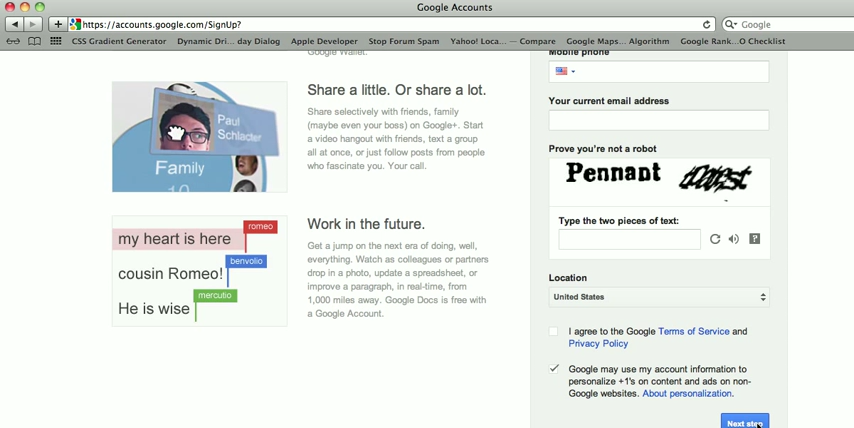 Google Accounts
https://accounts.google.com/SignUp?
Google
CSS Gradient Generator Dynamic Dri... day Dialog Apple Developer Stop Forum Spam Yahoo! Loca... — Compare Google Maps... Algorithm Google Rank...O Checklist
Google Wallet.
Share a little. Or share a lot.
Share selectively with friends, family
(maybe even your boss) on Google+. Start
a video hangout with friends, text a group
all at once, or just follow posts from people
who fascinate you. Your call.
Paul
Schlacter
Family
10
Work in the future.
Get a jump on the next era of doing, well,
everything. Watch as colleagues or partners
drop in a photo, update a spreadsheet, or
improve a paragraph, in real-time, from
1,000 miles away. Google Docs is free with
a Google Account.
romeo
my heart is here
benvolio
cousin Romeo!
mercutio
He is wise
Mobile phone
Your current email address
Prove you're not a robot
Pennant
Type the two pieces of text:
?
Location
United States
I agree to the Google Terms of Service and
Privacy Policy
Google may use my account information to
personalize +1's on content and ads on non-
Google websites. About personalization.
Next step